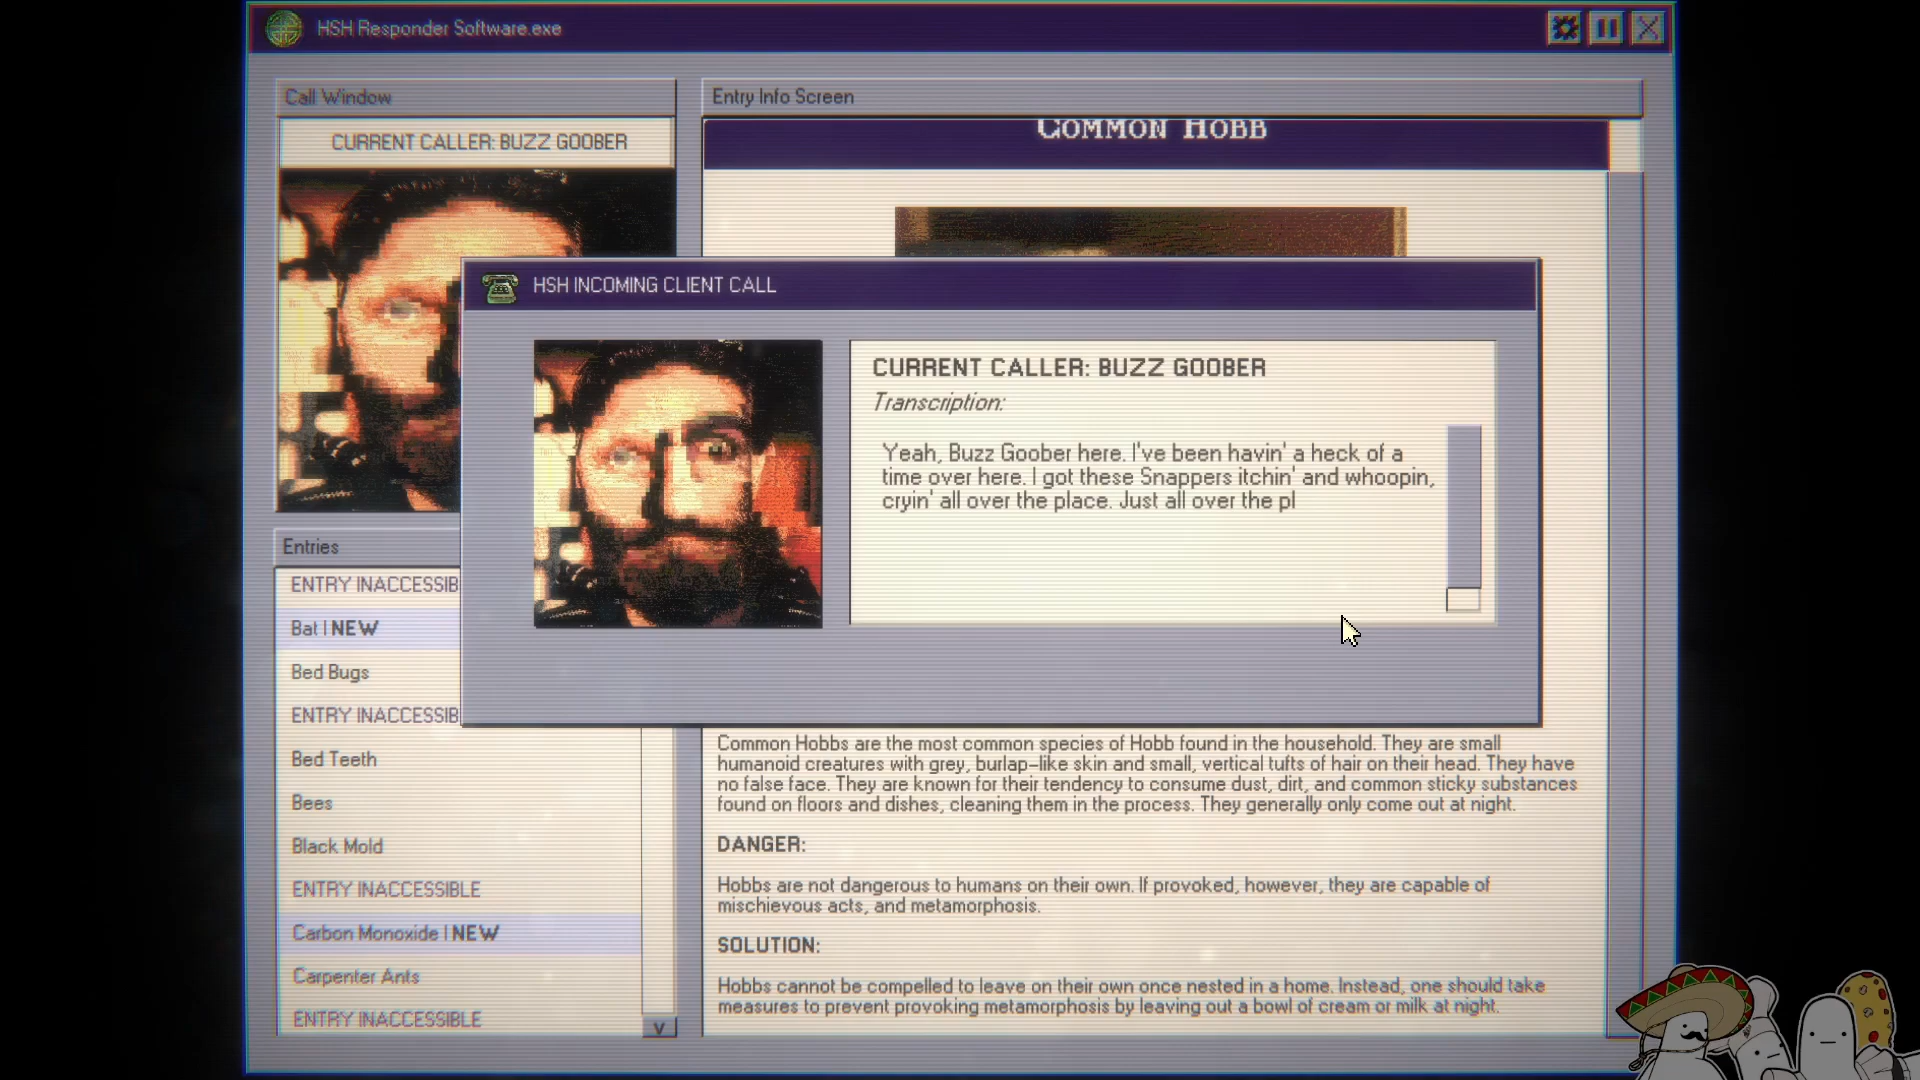 HSH Responder Software.exe
Call Window
CURRENT CALLER: BUZZ GOOBER
Entry Info Screen
COMMON HOBB
HSH INCOMING CLIENT CALL
CURRENT CALLER: BUZZ GOOBER
Transcription:
Yeah, Buzz Goober here. I've been havin' a heck of a
time over here. I got these Snappers itchin' and whoopin,
cryin' all over the place. Just all over the pl
Entries
ENTRY INACCESSIB
Bat | NEW
Bed Bugs
ENTRY INACCESSIB
Bed Teeth
Bees
Black Mold
ENTRY INACCESSIBLE
Carbon Monoxide | NEW
Carpenter Ants
ENTRY INACCESSIBLE
V
Common Hobbs are the most common species of Hobb found in the household. They are small
humanoid creatures with grey, burlap-like skin and small, vertical tufts of hair on their head. They have
no false face. They are known for their tendency to consume dust, dirt, and common sticky substances
found on floors and dishes, cleaning them in the process. They generally only come out at night.
DANGER:
Hobbs are not dangerous to humans on their own. If provoked, however, they are capable of
mischievous acts, and metamorphosis.
SOLUTION:
Hobbs cannot be compelled to leave on their own once nested in a home. Instead, one should take
measures to prevent provoking metamorphosis by leaving out a bowl of cream or milk at night.